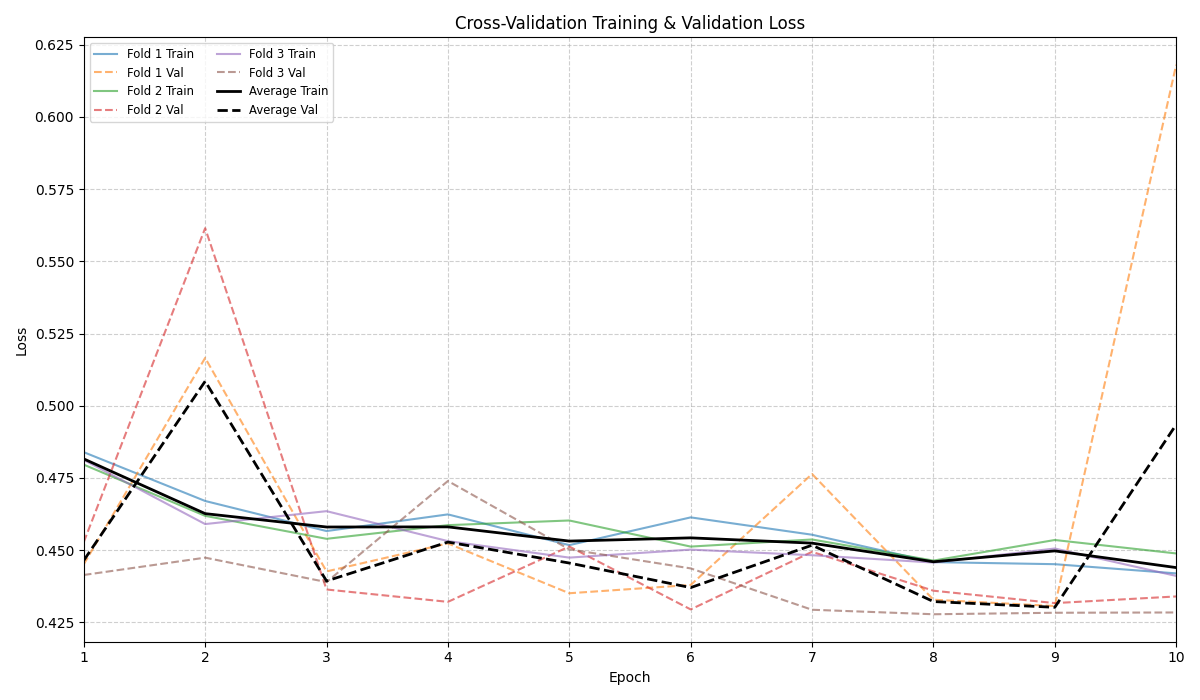 Cross-Validation Training & Validation Loss
Fold 1 Train
Fold 1 Val
Fold 2 Train
Fold 2 Val
Fold 3 Train
Fold 3 Val
Average Train
Average Val
Loss
0.625
0.600
0.575
0.550
0.525
0.500
0.475
0.450
0.425
1 2 3 4 5 6 7 8 9 10
Epoch